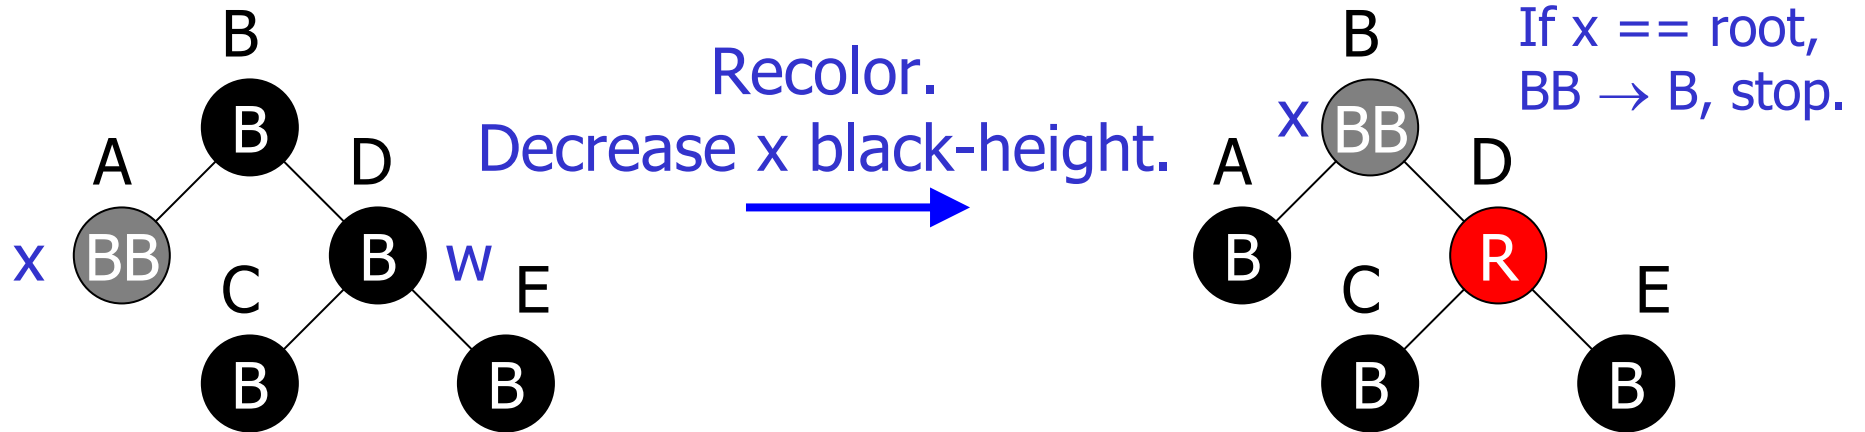 B
B
A
D
x
BB
B
w
C
E
B
B
Recolor.
Decrease x black-height.
B
x
BB
A
D
B
R
C
E
B
B
If x == root,
BB → B, stop.